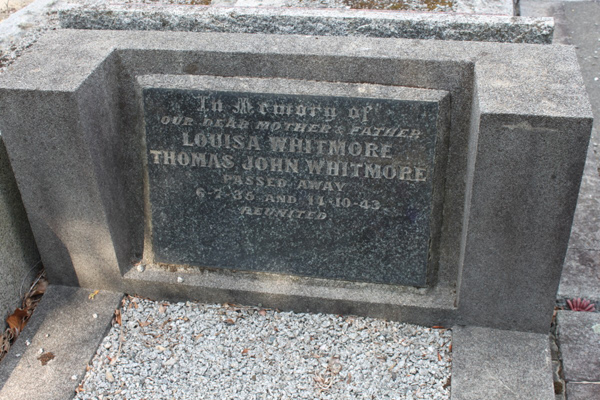 In Memory of
OUR DEAR MOTHER & FATHER
LOUISA WHITMORE
THOMAS JOHN WHITMORE
PASSED AWAY
6-7-35 AND 11-10-43.
REUNITED